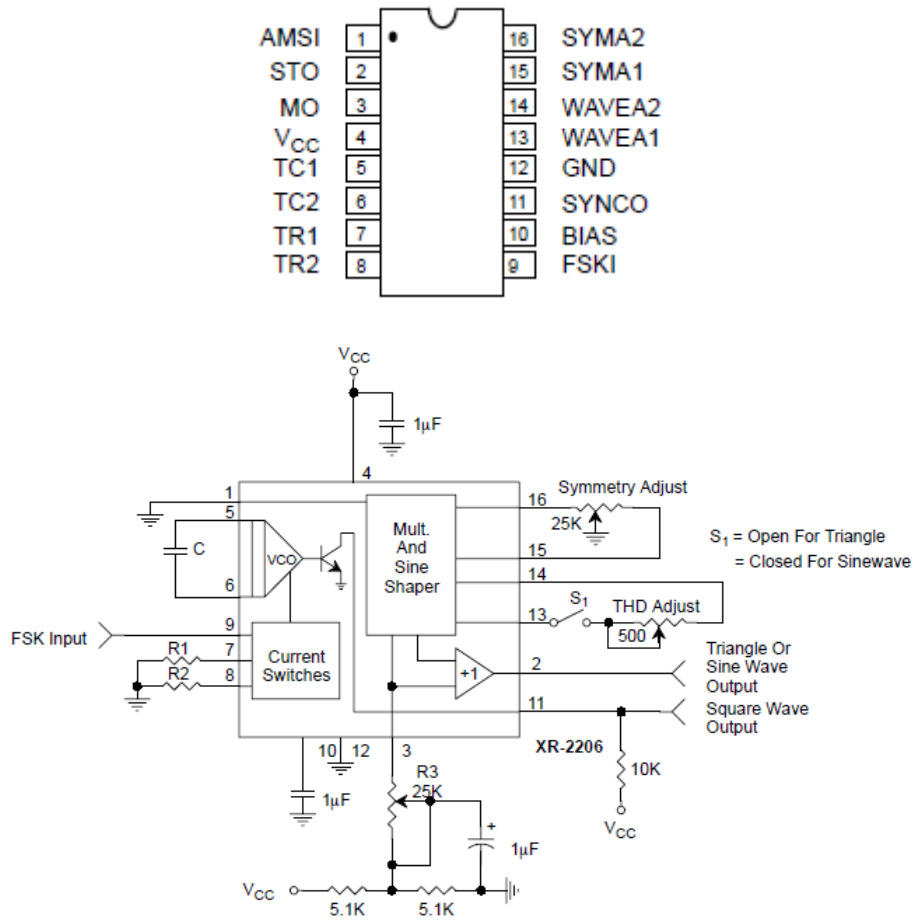 AMSI 1 16 SYMA2
STO 2 15 SYMA1
MO 3 14 WAVEA2
VCC 4 13 WAVEA1
TC1 5 12 GND
TC2 6 11 SYNCO
TR1 7 10 BIAS
TR2 8 9 FSKI
VCC
1μF
4
1
16
Symmetry Adjust
25K
5
Mult.
And
Sine
Shaper
15
S1 = Open For Triangle
= Closed For Sinewave
C
VCO
14
6
13
S1
THD Adjust
500
FSK Input
9
7
R1
8
R2
Current
Switches
+1
2
Triangle Or
Sine Wave
Output
11
Square Wave
Output
XR-2206
10 12 3
10K
VCC
1μF
R3
25K
+
1μF
VCC
5.1K
5.1K